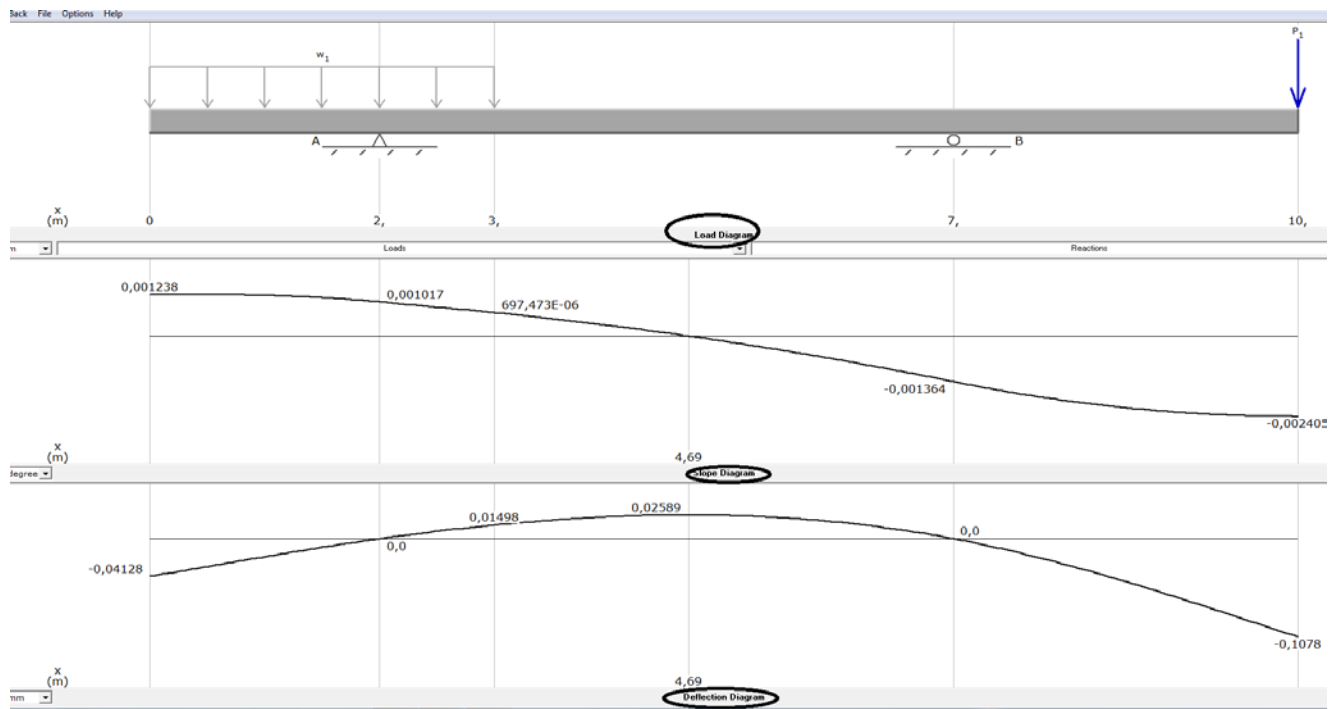 Back File Options Help
P1
w1
A
B
x
(m)
0
2,
3,
7,
10,
Load Diagram
Loads
Reactions
0,001238
0,001017
697,473E-06
-0,001364
-0,002405
x
(m)
4,69
degree
Slope Diagram
0,01498
0,02589
0,0
0,0
-0,04128
-0,1078
x
(m)
4,69
mm
Deflection Diagram